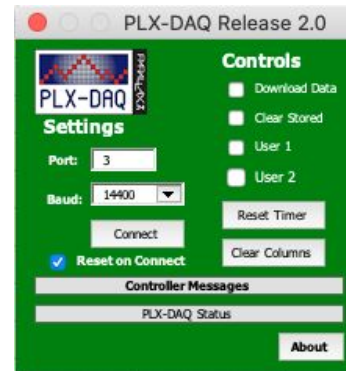 PLX-DAQ Release 2.0
PLX-DAQ
PARALLAX
Settings
Port: 3
Baud: 14400
Connect
Reset on Connect
Controls
Download Data
Clear Stored
User 1
User 2
Reset Timer
Clear Columns
Controller Messages
PLX-DAQ Status
About